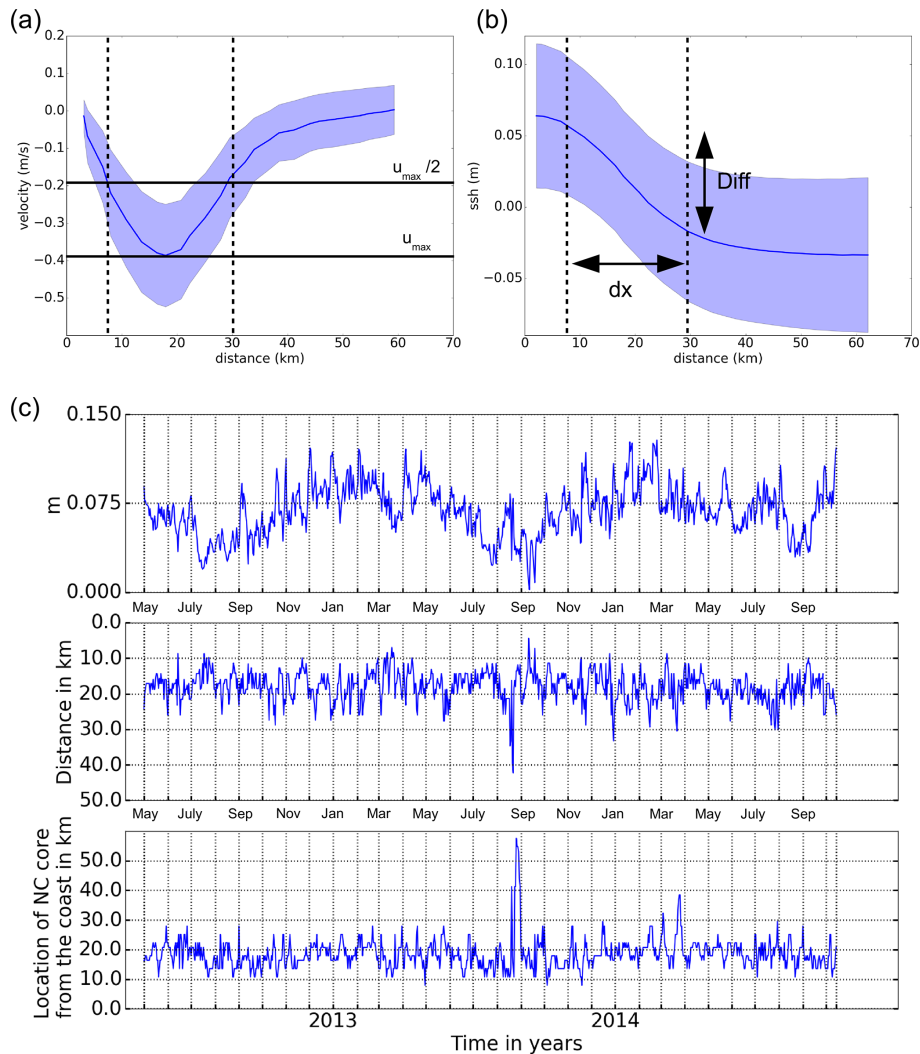 (a)
(b)
0.2
0.1
0.0
−0.1
−0.2
−0.3
−0.4
−0.5
velocity (m/s)
u_max /2
u_max
0 10 20 30 40 50 60 70
distance (km)
0.10
0.05
0.00
−0.05
ssh (m)
Diff
dx
0 10 20 30 40 50 60 70
distance (km)
(c)
0.150
0.075
0.000
m
May July Sep Nov Jan Mar May July Sep Nov Jan Mar May July Sep
0.0
10.0
20.0
30.0
40.0
50.0
Distance in km
May July Sep Nov Jan Mar May July Sep Nov Jan Mar May July Sep
50.0
40.0
30.0
20.0
10.0
0.0
Location of NC core
from the coast in km
2013 2014
Time in years